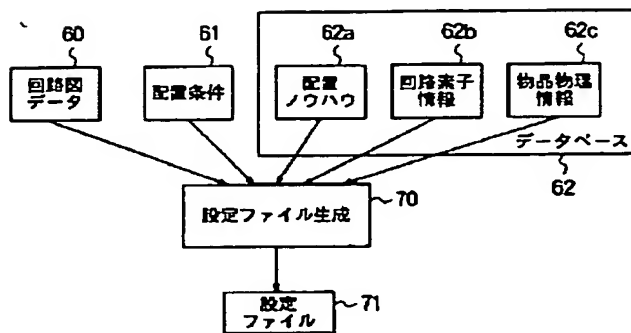 60
61
62a
62b
62c
回路図
データ
配置条件
配置
ノウハウ
回路素子
情報
物品物理
情報
データベース
62
設定ファイル生成
70
設定
ファイル
71